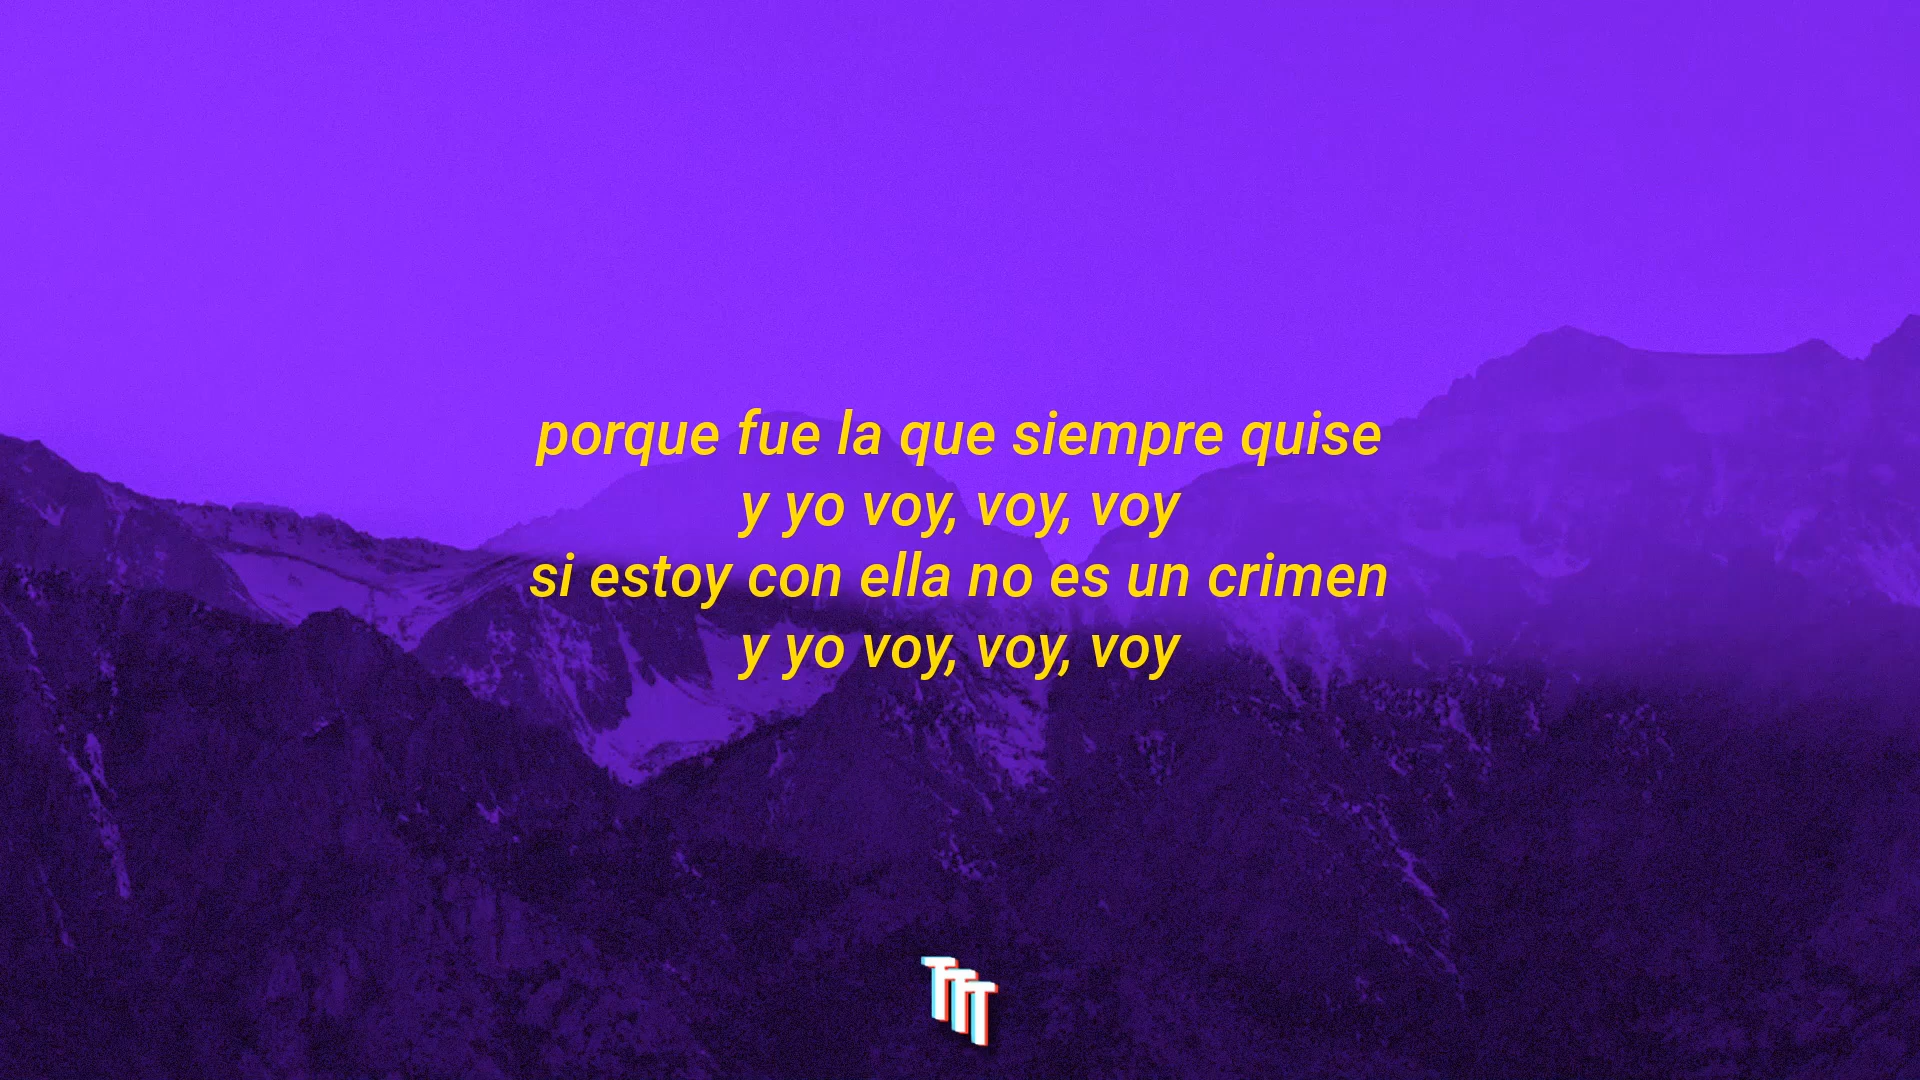 porque fue la que siempre quise
y yo voy, voy, voy
si estoy con ella no es un crimen
y yo voy, voy, voy
TTT